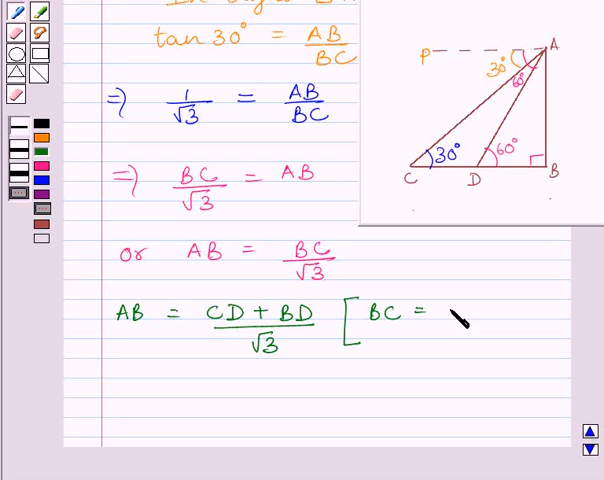 tan 30° = AB/BC
⇒ 1/√3 = AB/BC
⇒ BC/√3 = AB
or AB = BC/√3
AB = (CD + BD)/√3 [BC =
P A
30° 60°
30° 60°
C D B